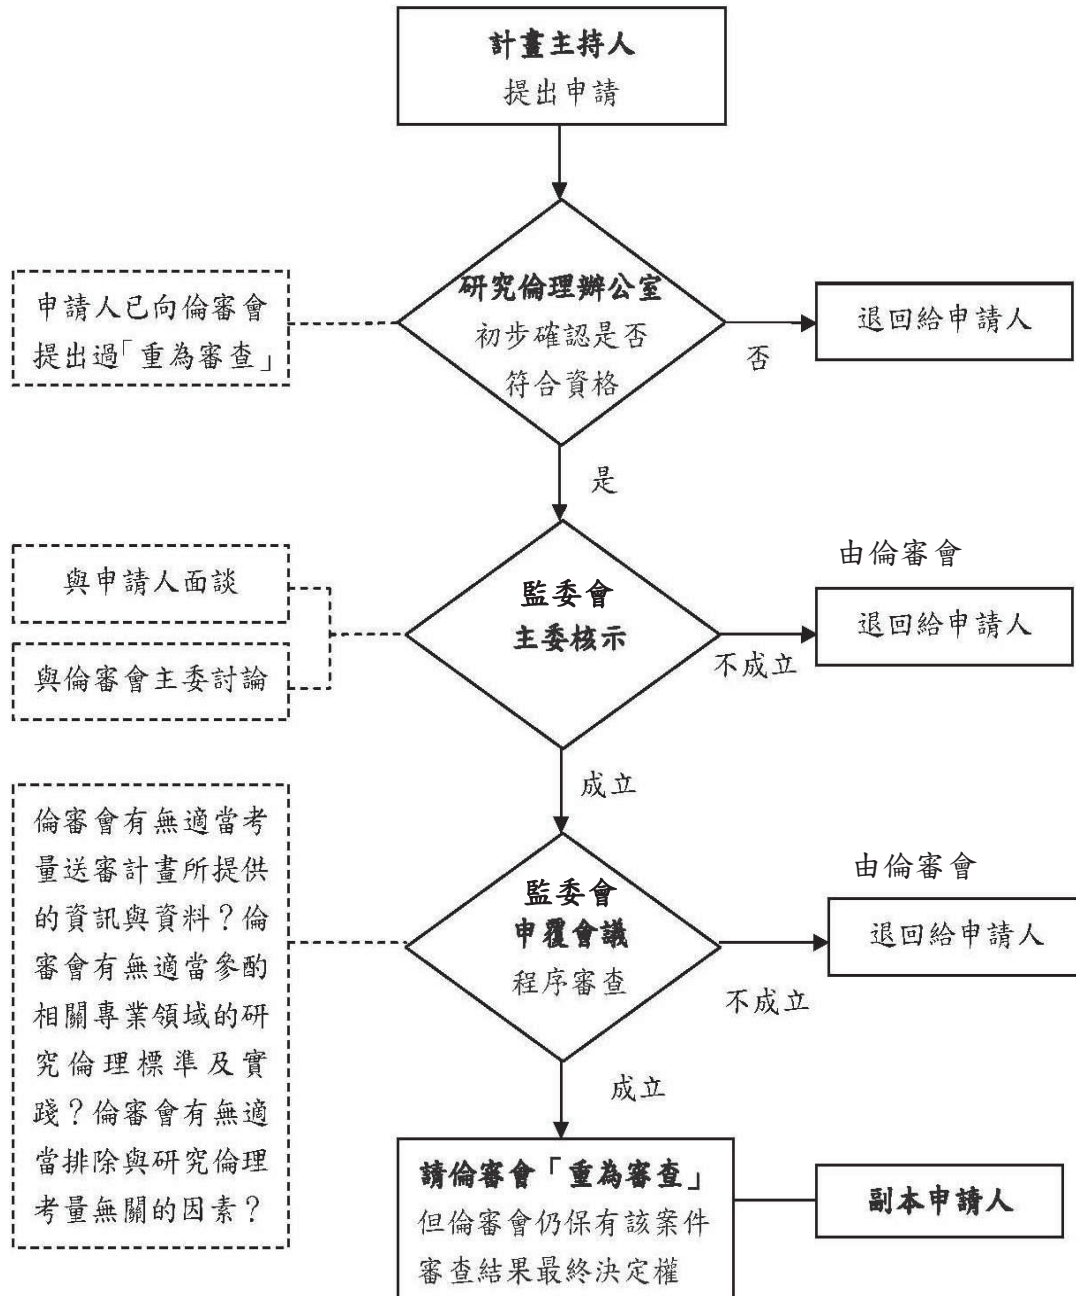 計畫主持人
提出申請
研究倫理辦公室
初步確認是否
符合資格
申請人已向倫審會
提出過「重為審查」
否
退回給申請人
是
監委會
主委核示
與申請人面談
與倫審會主委討論
不成立
由倫審會
退回給申請人
成立
監委會
申覆會議
程序審查
倫審會有無適當考
量送審計畫所提供
的資訊與資料？倫
審會有無適當參酌
相關專業領域的研
究倫理標準及實
踐？倫審會有無適
當排除與研究倫理
考量無關的因素？
不成立
由倫審會
退回給申請人
成立
請倫審會「重為審查」
但倫審會仍保有該案件
審查結果最終決定權
副本申請人